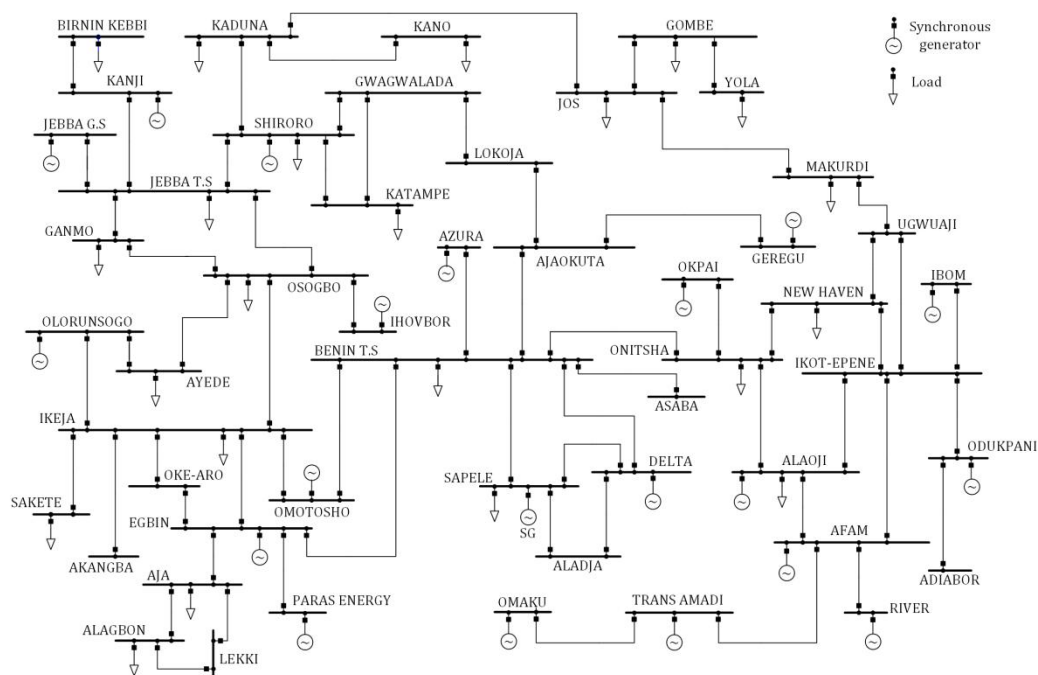 BIRNIN KEBBI
KADUNA
KANO
GOMBE
Synchronous
generator
KANJI
GWAGWALADA
YOLA
Load
JOS
JEBBA G.S
SHIRORO
LOKOJA
MAKURDI
JEBBA T.S
KATAMPE
UGWUAJI
GANMO
AZURA
AJAOKUTA
GEREGU
OKPAI
IBOM
OSOGBO
NEW HAVEN
OLORUNSOGO
IHOVBOR
BENIN T.S
ONITSHA
IKOT-EPENE
AYEDE
ASABA
IKEJA
ODUKPANI
OKE-ARO
SAPELE
DELTA
ALAOJI
SAKETE
OMOTOSHO
EGBIN
SG
AFAM
AKANGBA
ALADJA
ADIABOR
AJA
PARAS ENERGY
OMAKU
TRANS AMADI
RIVER
ALAGBON
LEKKI